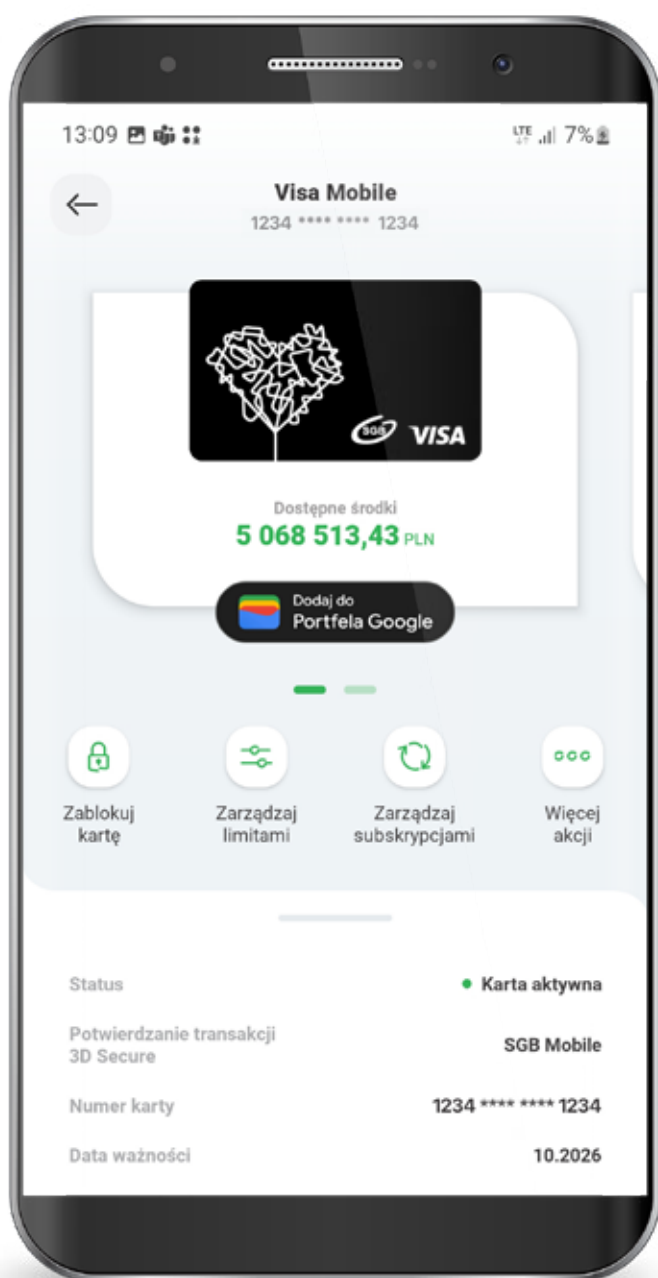 13:09 LTE 7%
Visa Mobile
1234 **** **** 1234
SGB VISA
Dostępne środki
5 068 513,43 PLN
Dodaj do
Portfela Google
Zablokuj
kartę
Zarządzaj
limitami
Zarządzaj
subskrypcjami
Więcej
akcji
Status
• Karta aktywna
Potwierdzanie transakcji
3D Secure
SGB Mobile
Numer karty
1234 **** **** 1234
Data ważności
10.2026